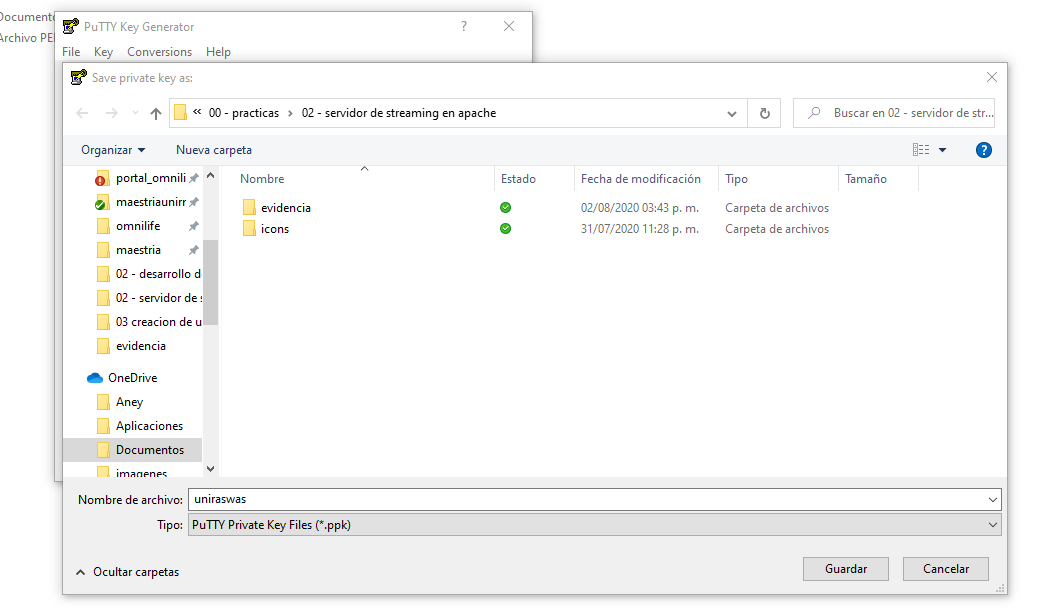 Documento
Archivo PE
PuTTY Key Generator ?
File Key Conversions Help
Save private key as:
« 00 - practicas › 02 - servidor de streaming en apache
Buscar en 02 - servidor de str...
Organizar Nueva carpeta ?
portal_omnili
maestriaunirr
omnilife
maestria
02 - desarrollo d
02 - servidor de s
03 creacion de u
evidencia
OneDrive
Aney
Aplicaciones
Documentos
imagenes
Nombre Estado Fecha de modificación Tipo Tamaño
evidencia 02/08/2020 03:43 p. m. Carpeta de archivos
icons 31/07/2020 11:28 p. m. Carpeta de archivos
Nombre de archivo: uniraswas
Tipo: PuTTY Private Key Files (*.ppk)
Ocultar carpetas Guardar Cancelar